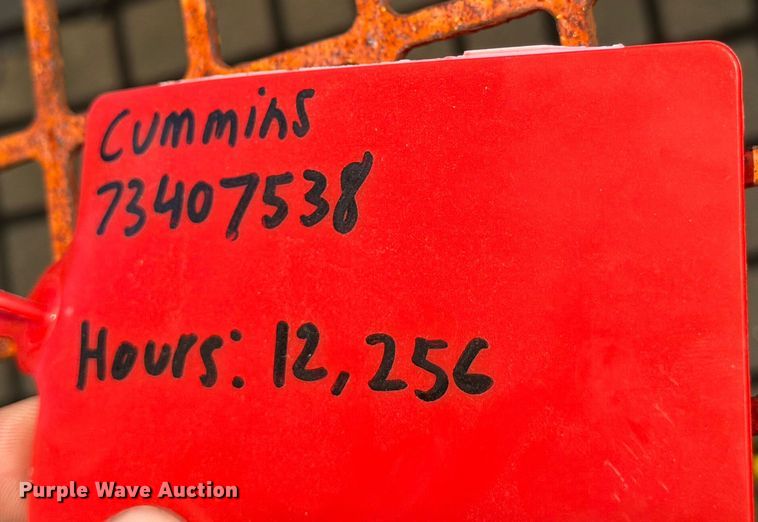 Cummins
73407538
Hours: 12,256
Purple Wave Auction